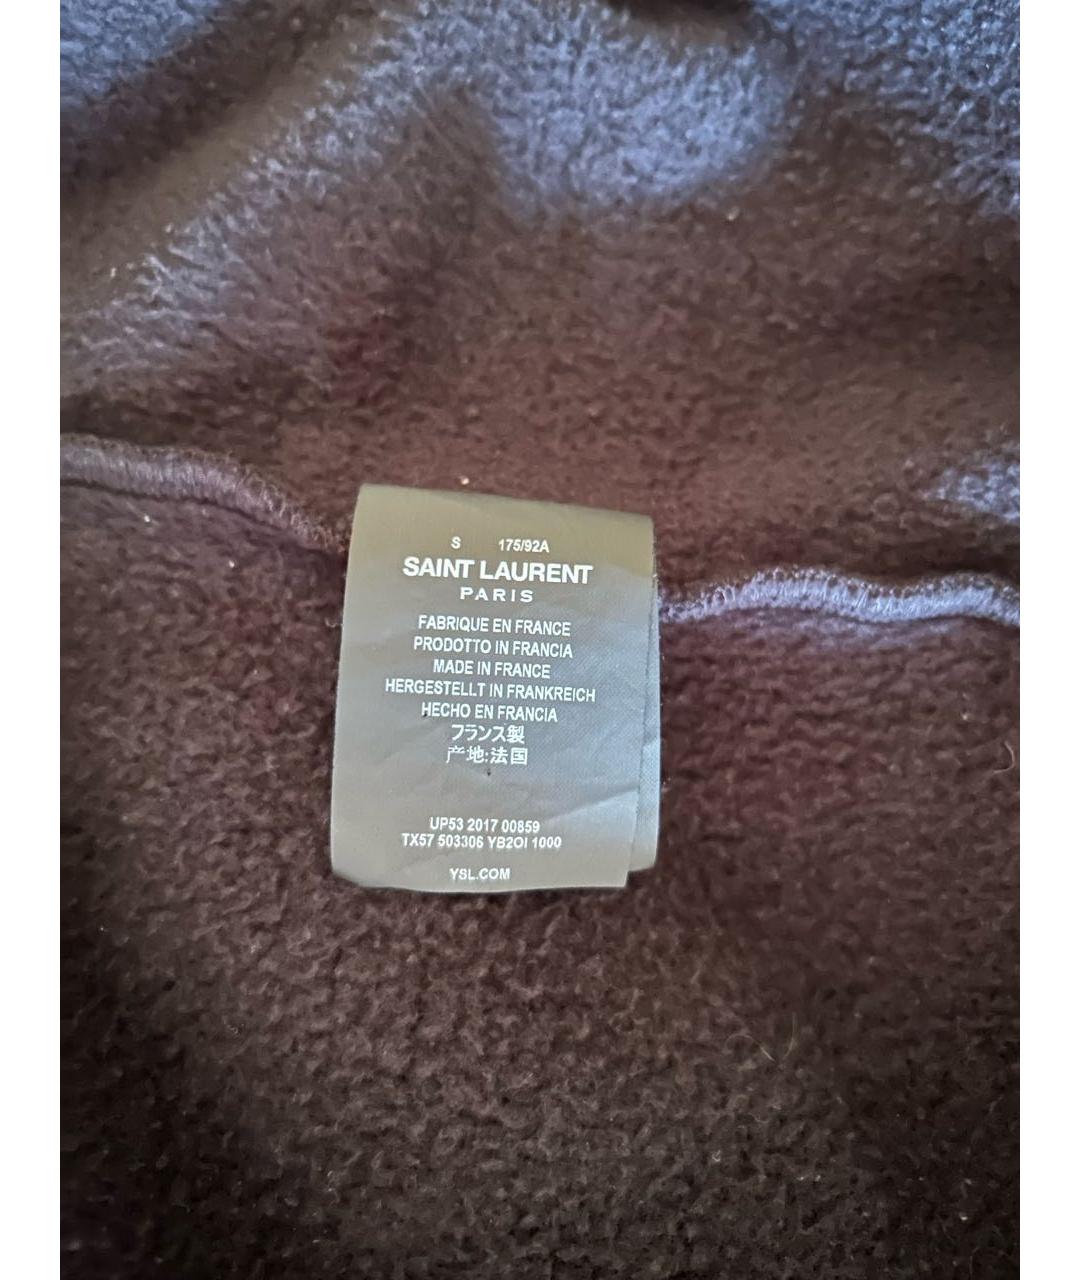 S 175/92A
SAINT LAURENT
PARIS
FABRIQUE EN FRANCE
PRODOTTO IN FRANCIA
MADE IN FRANCE
HERGESTELLT IN FRANKREICH
HECHO EN FRANCIA
フランス製
产地:法国
UP53 2017 00859
TX57 503306 YB2OI 1000
YSL.COM